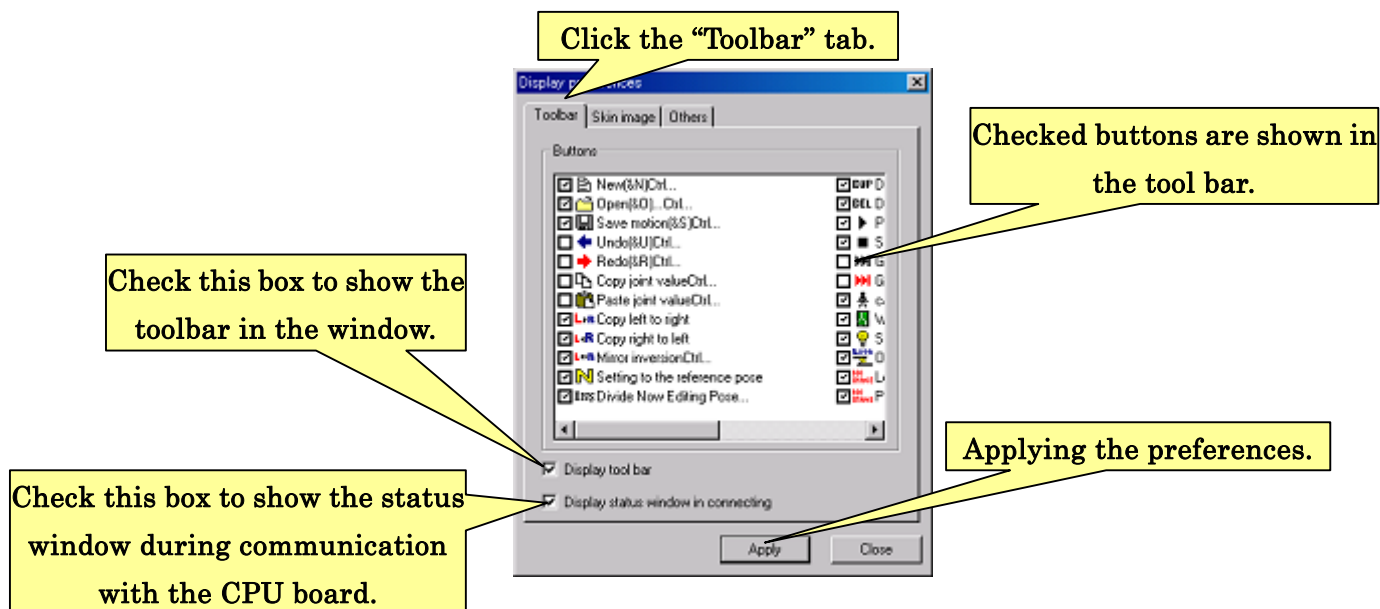 Click the “Toolbar” tab.
Display p
Toolbar
Skin image
Others
Checked buttons are shown in
the tool bar.
Buttons
New(&N)Ctrl...
Open(&O)...Ctrl...
Save motion(&S)Ctrl...
Undo(&U)Ctrl...
Redo(&R)Ctrl...
Copy joint valueCtrl...
Paste joint valueCtrl...
Copy left to right
Copy right to left
Mirror inversionCtrl...
Setting to the reference pose
Divide Now Editing Pose...
DUP D
DEL D
P
S
G
G
W
S
O
L
P
Check this box to show the
toolbar in the window.
Display tool bar
Applying the preferences.
Check this box to show the status
window during communication
with the CPU board.
Display status window in connecting
Apply
Close